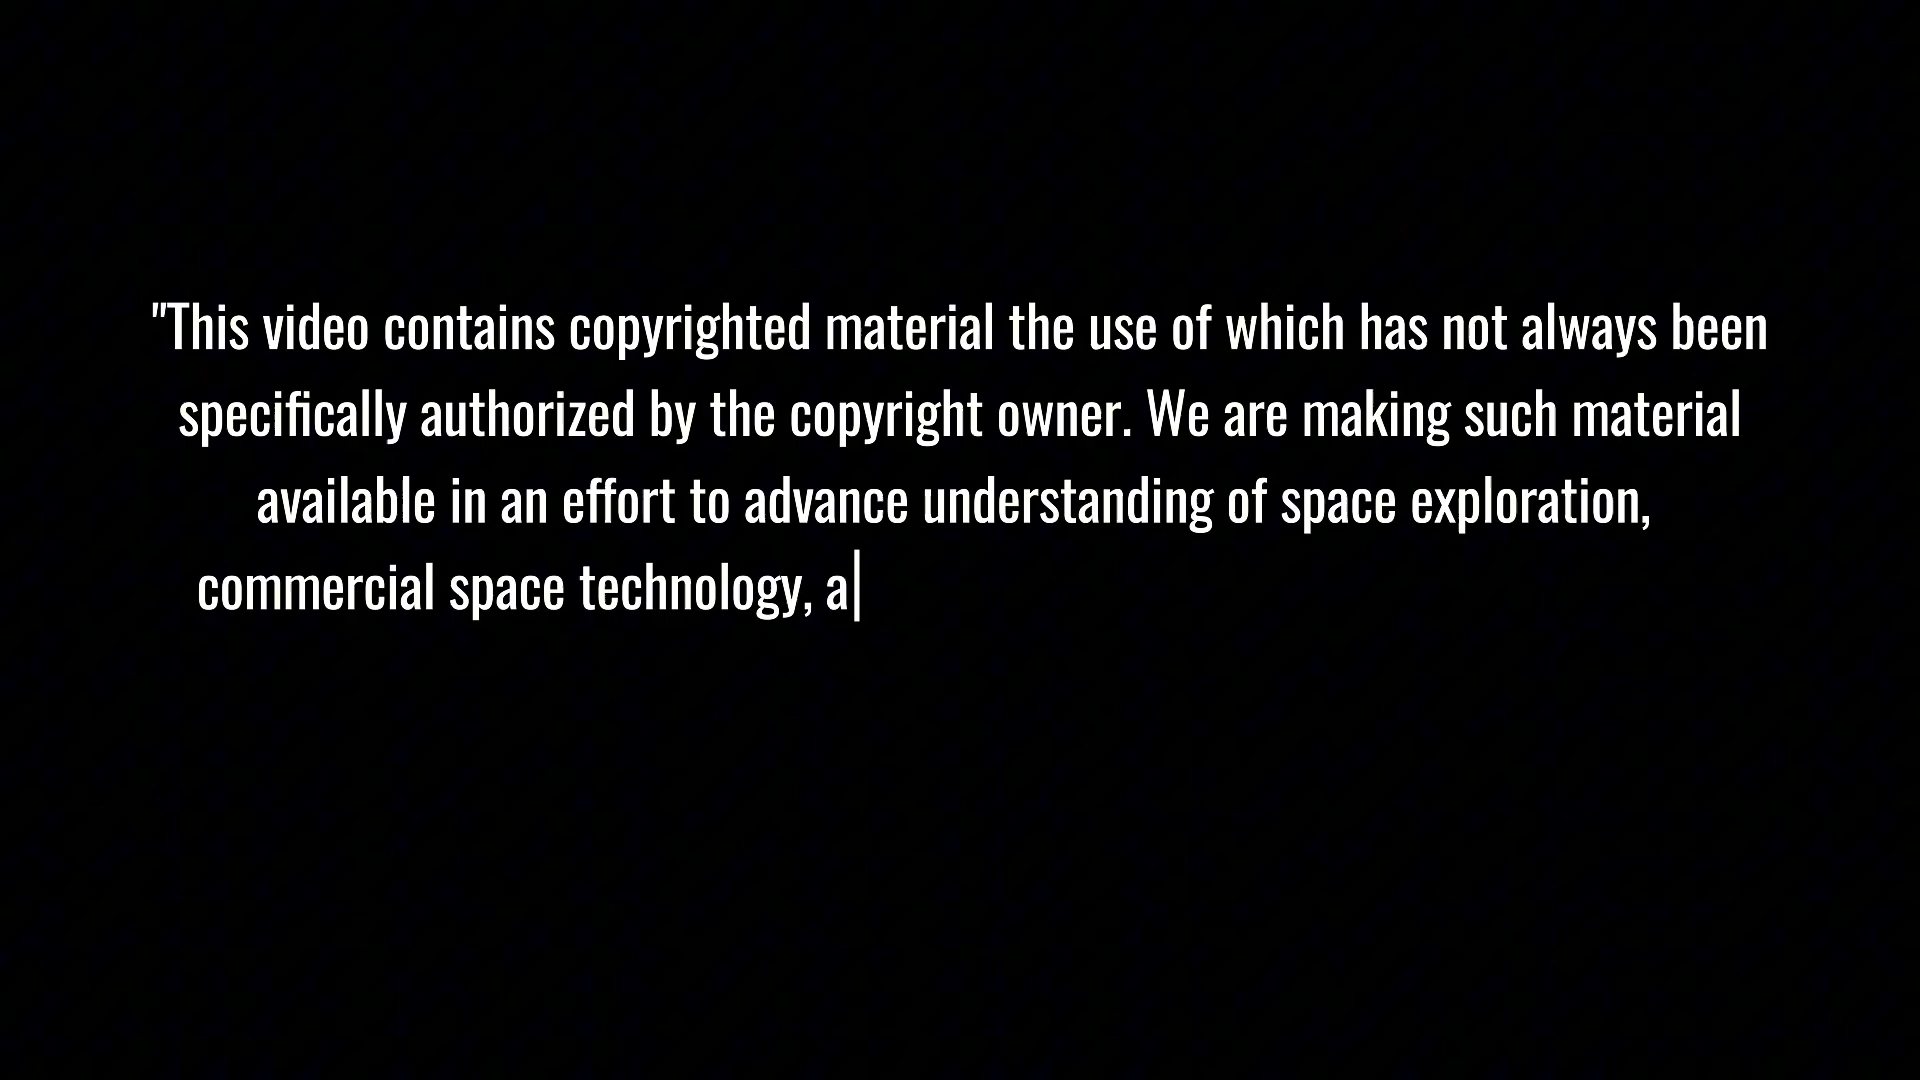 "This video contains copyrighted material the use of which has not always been
specifically authorized by the copyright owner. We are making such material
available in an effort to advance understanding of space exploration,
commercial space technology, a